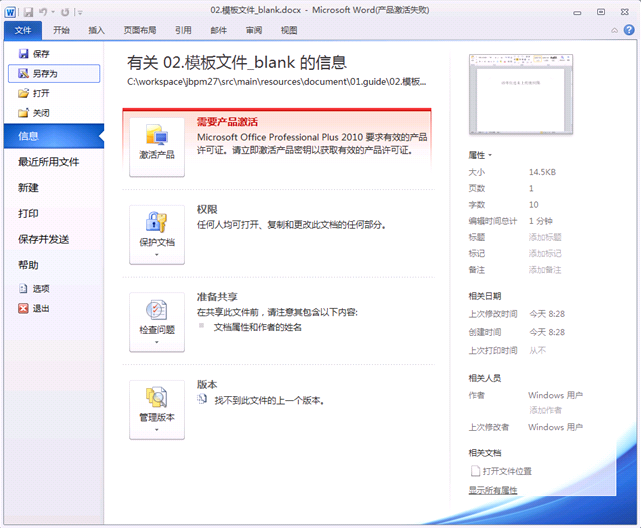 02.模板文件_blank.docx - Microsoft Word(产品激活失败)
文件 开始 插入 页面布局 引用 邮件 审阅 视图
保存
另存为
打开
关闭
信息
最近所用文件
新建
打印
保存并发送
帮助
选项
退出
有关 02.模板文件_blank 的信息
C:\workspace\jbpm27\src\main\resources\document\01.guide\02.模板...
激活产品
需要产品激活
Microsoft Office Professional Plus 2010 要求有效的产品
许可证。请立即激活产品密钥以获取有效的产品许可证。
保护文档
权限
任何人均可打开、复制和更改此文档的任何部分。
检查问题
准备共享
在共享此文件前，请注意其包含以下内容:
文档属性和作者的姓名
管理版本
版本
找不到此文件的上一个版本。
属性
大小 14.5KB
页数 1
字数 10
编辑时间总计 1 分钟
标题 添加标题
标记 添加标记
备注 添加备注
相关日期
上次修改时间 今天 8:28
创建时间 今天 8:28
上次打印时间 从不
相关人员
作者 Windows 用户
添加作者
上次修改者 Windows 用户
相关文档
打开文件位置
显示所有属性